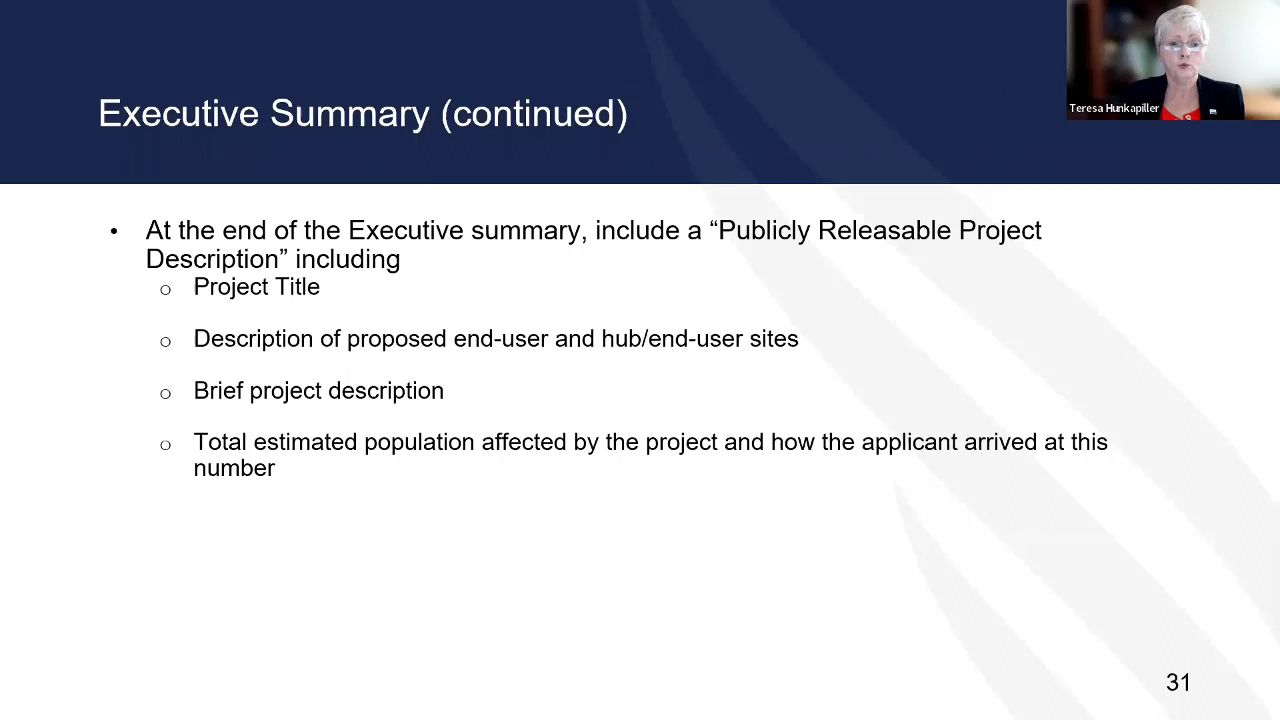 Teresa Hunkapiller
Executive Summary (continued)
• At the end of the Executive summary, include a “Publicly Releasable Project
Description” including
o Project Title
o Description of proposed end-user and hub/end-user sites
o Brief project description
o Total estimated population affected by the project and how the applicant arrived at this
number
31